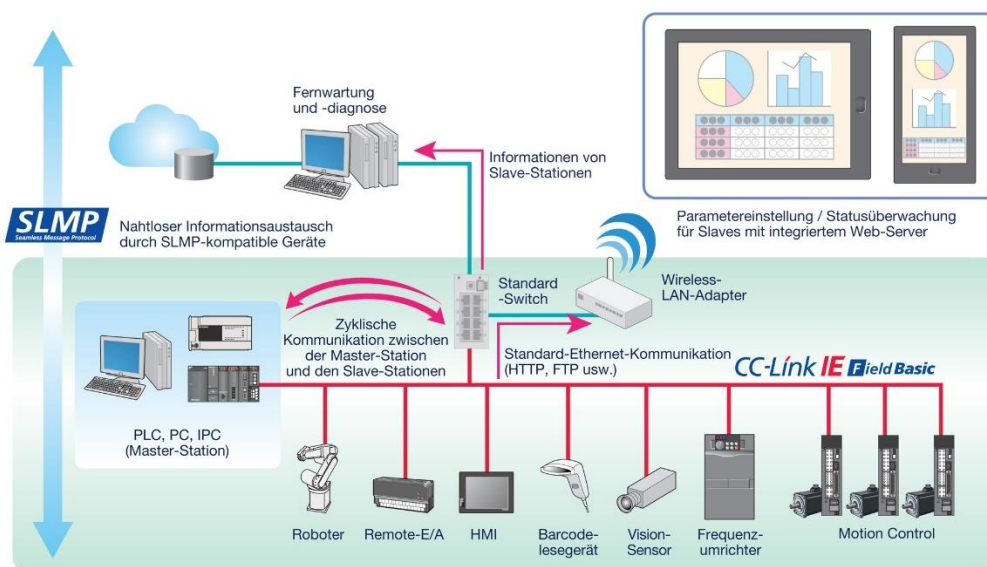 Fernwartung
und -diagnose
Informationen von
Slave-Stationen
SLMP
Seamless Message Protocol
Nahtloser Informationsaustausch
durch SLMP-kompatible Geräte
Parametereinstellung / Statusüberwachung
für Slaves mit integriertem Web-Server
Standard
-Switch
Wireless-
LAN-Adapter
Zyklische
Kommunikation zwischen
der Master-Station
und den Slave-Stationen
Standard-Ethernet-Kommunikation
(HTTP, FTP usw.)
CC-Link IE Field Basic
PLC, PC, IPC
(Master-Station)
Roboter
Remote-E/A
HMI
Barcode-
lesegerät
Vision-
Sensor
Frequenz-
umrichter
Motion Control